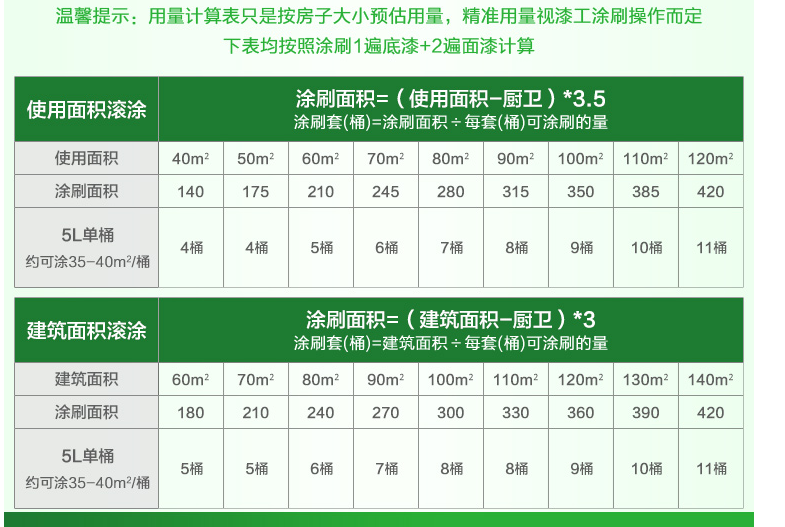 温馨提示：用量计算表只是按房子大小预估用量，精准用量视漆工涂刷操作而定
下表均按照涂刷1遍底漆+2遍面漆计算
使用面积滚涂
涂刷面积=（使用面积-厨卫）*3.5
涂刷套(桶)=涂刷面积÷每套(桶)可涂刷的量
使用面积 40m² 50m² 60m² 70m² 80m² 90m² 100m² 110m² 120m²
涂刷面积 140 175 210 245 280 315 350 385 420
5L单桶
约可涂35-40m²/桶
4桶 4桶 5桶 6桶 7桶 8桶 9桶 10桶 11桶
建筑面积滚涂
涂刷面积=（建筑面积-厨卫）*3
涂刷套(桶)=建筑面积÷每套(桶)可涂刷的量
建筑面积 60m² 70m² 80m² 90m² 100m² 110m² 120m² 130m² 140m²
涂刷面积 180 210 240 270 300 330 360 390 420
5L单桶
约可涂35-40m²/桶
5桶 5桶 6桶 7桶 8桶 8桶 9桶 10桶 11桶